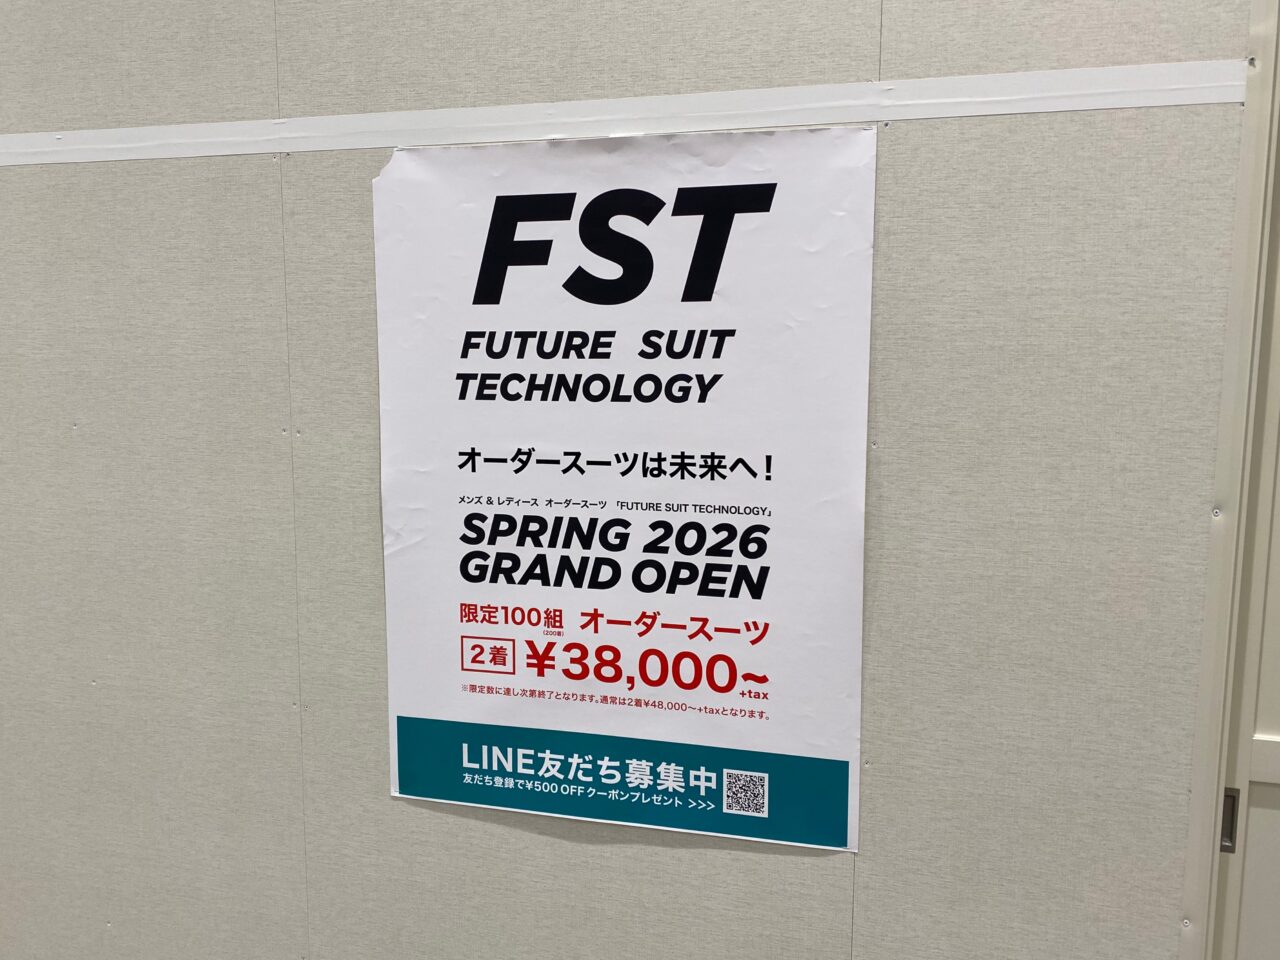 FST
FUTURE SUIT
TECHNOLOGY
オーダースーツは未来へ!
メンズ & レディース オーダースーツ 「FUTURE SUIT TECHNOLOGY」
SPRING 2026
GRAND OPEN
限定100組 オーダースーツ
(200着)
2着 ¥38,000~
+tax
※限定数に達し次第終了となります。通常は2着¥48,000~+taxとなります。
LINE友だち募集中
友だち登録で¥500 OFFクーポンプレゼント >>>